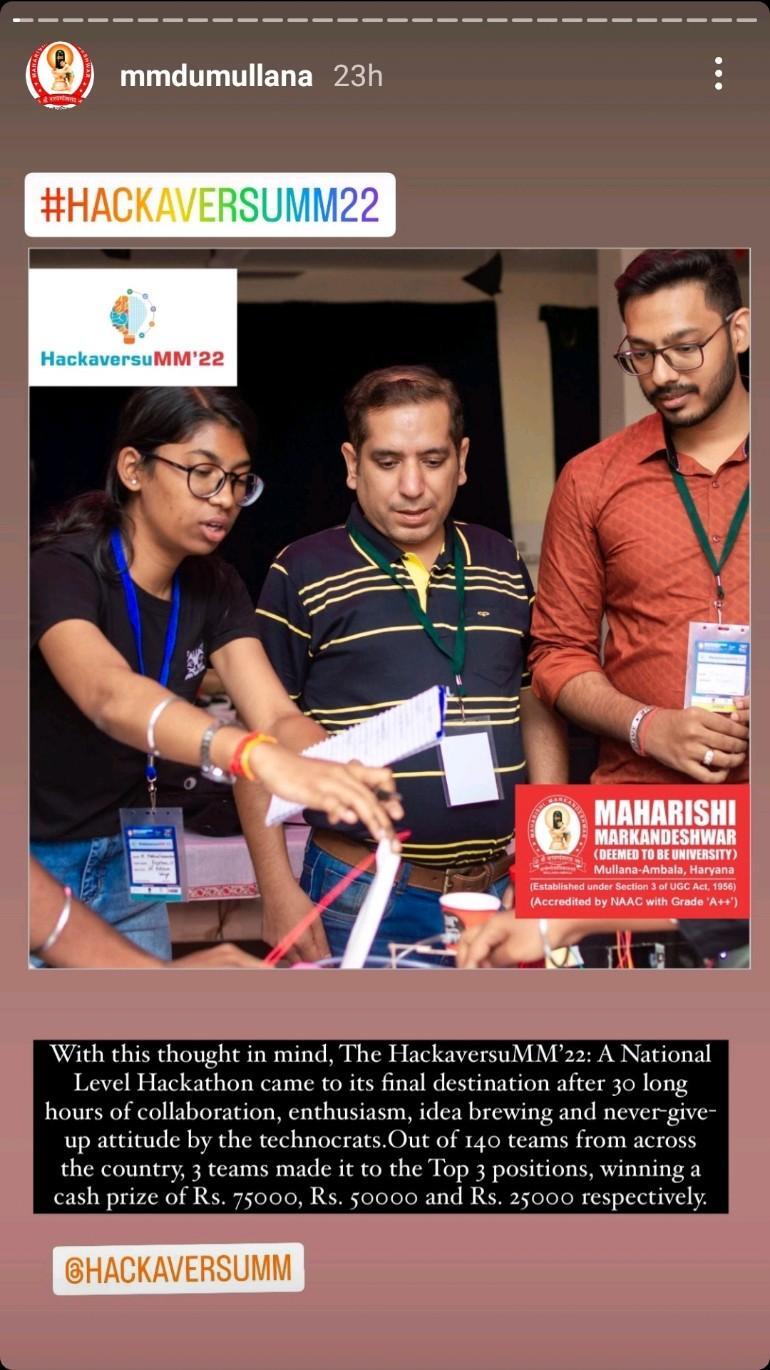 mmdumullana 23h
#HACKAVERSUMM22
HackaversuMM'22
MAHARISHI
MARKANDESHWAR
(DEEMED TO BE UNIVERSITY)
Mullana-Ambala, Haryana
(Established under Section 3 of UGC Act, 1956)
(Accredited by NAAC with Grade 'A++')
With this thought in mind, The HackaversuMM'22: A National
Level Hackathon came to its final destination after 30 long
hours of collaboration, enthusiasm, idea brewing and never-give-
up attitude by the technocrats.Out of 140 teams from across
the country, 3 teams made it to the Top 3 positions, winning a
cash prize of Rs. 75000, Rs. 50000 and Rs. 25000 respectively.
@HACKAVERSUMM